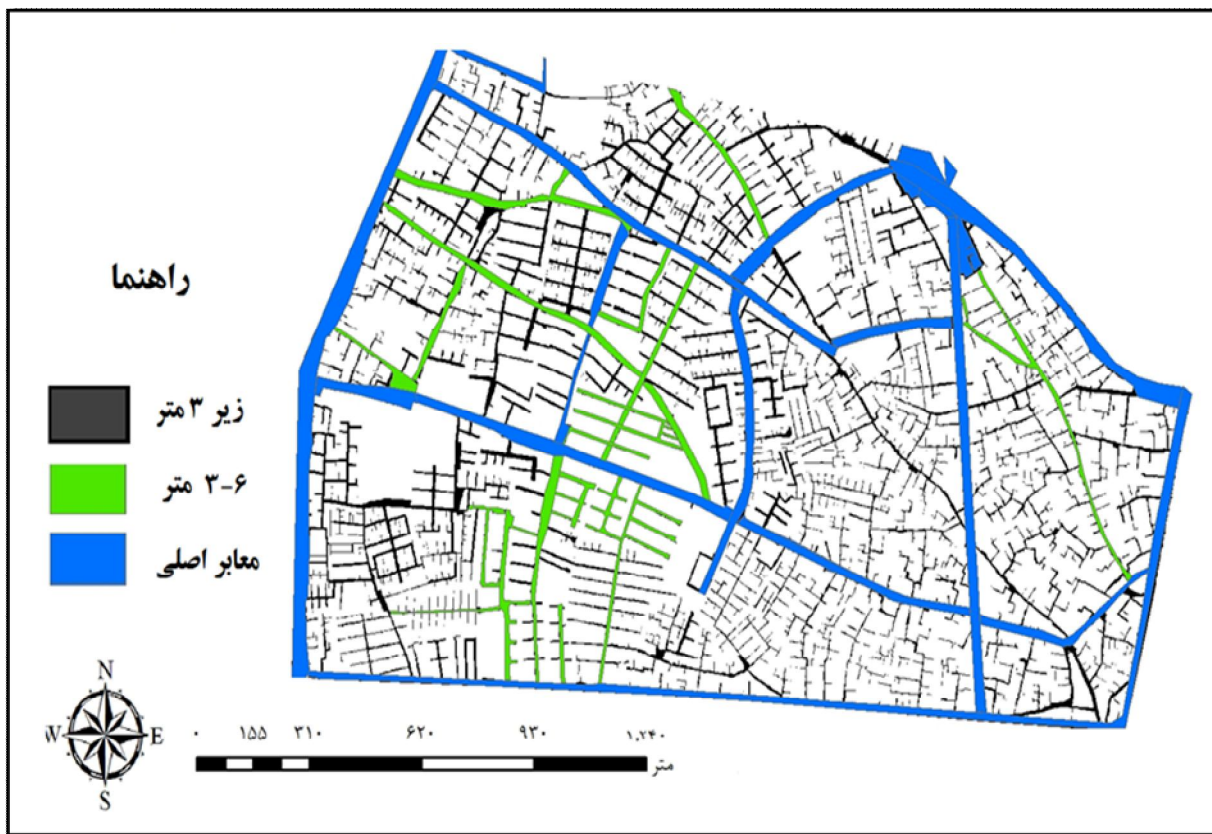 راهنما
زیر ۳ متر
۳-۶ متر
معابر اصلی
N
W E
S
۰ ۱۵۵ ۳۱۰ ۶۲۰ ۹۳۰ ۱,۲۴۰
متر